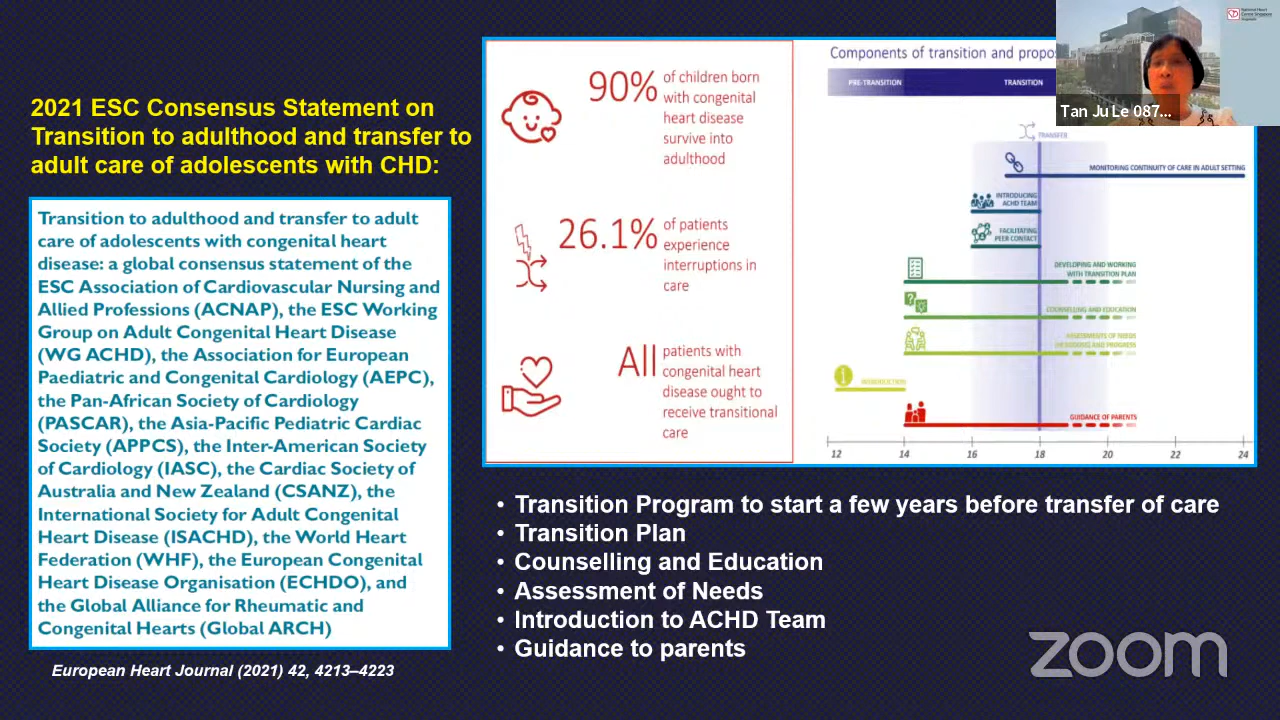 2021 ESC Consensus Statement on
Transition to adulthood and transfer to
adult care of adolescents with CHD:
Transition to adulthood and transfer to adult
care of adolescents with congenital heart
disease: a global consensus statement of the
ESC Association of Cardiovascular Nursing and
Allied Professions (ACNAP), the ESC Working
Group on Adult Congenital Heart Disease
(WG ACHD), the Association for European
Paediatric and Congenital Cardiology (AEPC),
the Pan-African Society of Cardiology
(PASCAR), the Asia-Pacific Pediatric Cardiac
Society (APPCS), the Inter-American Society
of Cardiology (IASC), the Cardiac Society of
Australia and New Zealand (CSANZ), the
International Society for Adult Congenital
Heart Disease (ISACHD), the World Heart
Federation (WHF), the European Congenital
Heart Disease Organisation (ECHDO), and
the Global Alliance for Rheumatic and
Congenital Hearts (Global ARCH)
European Heart Journal (2021) 42, 4213–4223
90%
of children born
with congenital
heart disease
survive into
adulthood
26.1%
of patients
experience
interruptions in
care
All
patients with
congenital heart
disease ought to
receive transitional
care
Components of transition and propos
PRE-TRANSITION
TRANSITION
TRANSFER
MONITORING CONTINUITY OF CARE IN ADULT SETTING
INTRODUCING
ACHD TEAM
FACILITATING
PEER CONTACT
DEVELOPING AND WORKING
WITH TRANSITION PLAN
COUNSELLING AND EDUCATION
ASSESSMENTS OF NEEDS
AND PROGRESS
INTRODUCTION
GUIDANCE OF PARENTS
12 14 16 18 20 22 24
• Transition Program to start a few years before transfer of care
• Transition Plan
• Counselling and Education
• Assessment of Needs
• Introduction to ACHD Team
• Guidance to parents
National Heart
Centre Singapore
Tan Ju Le 087...
zoom